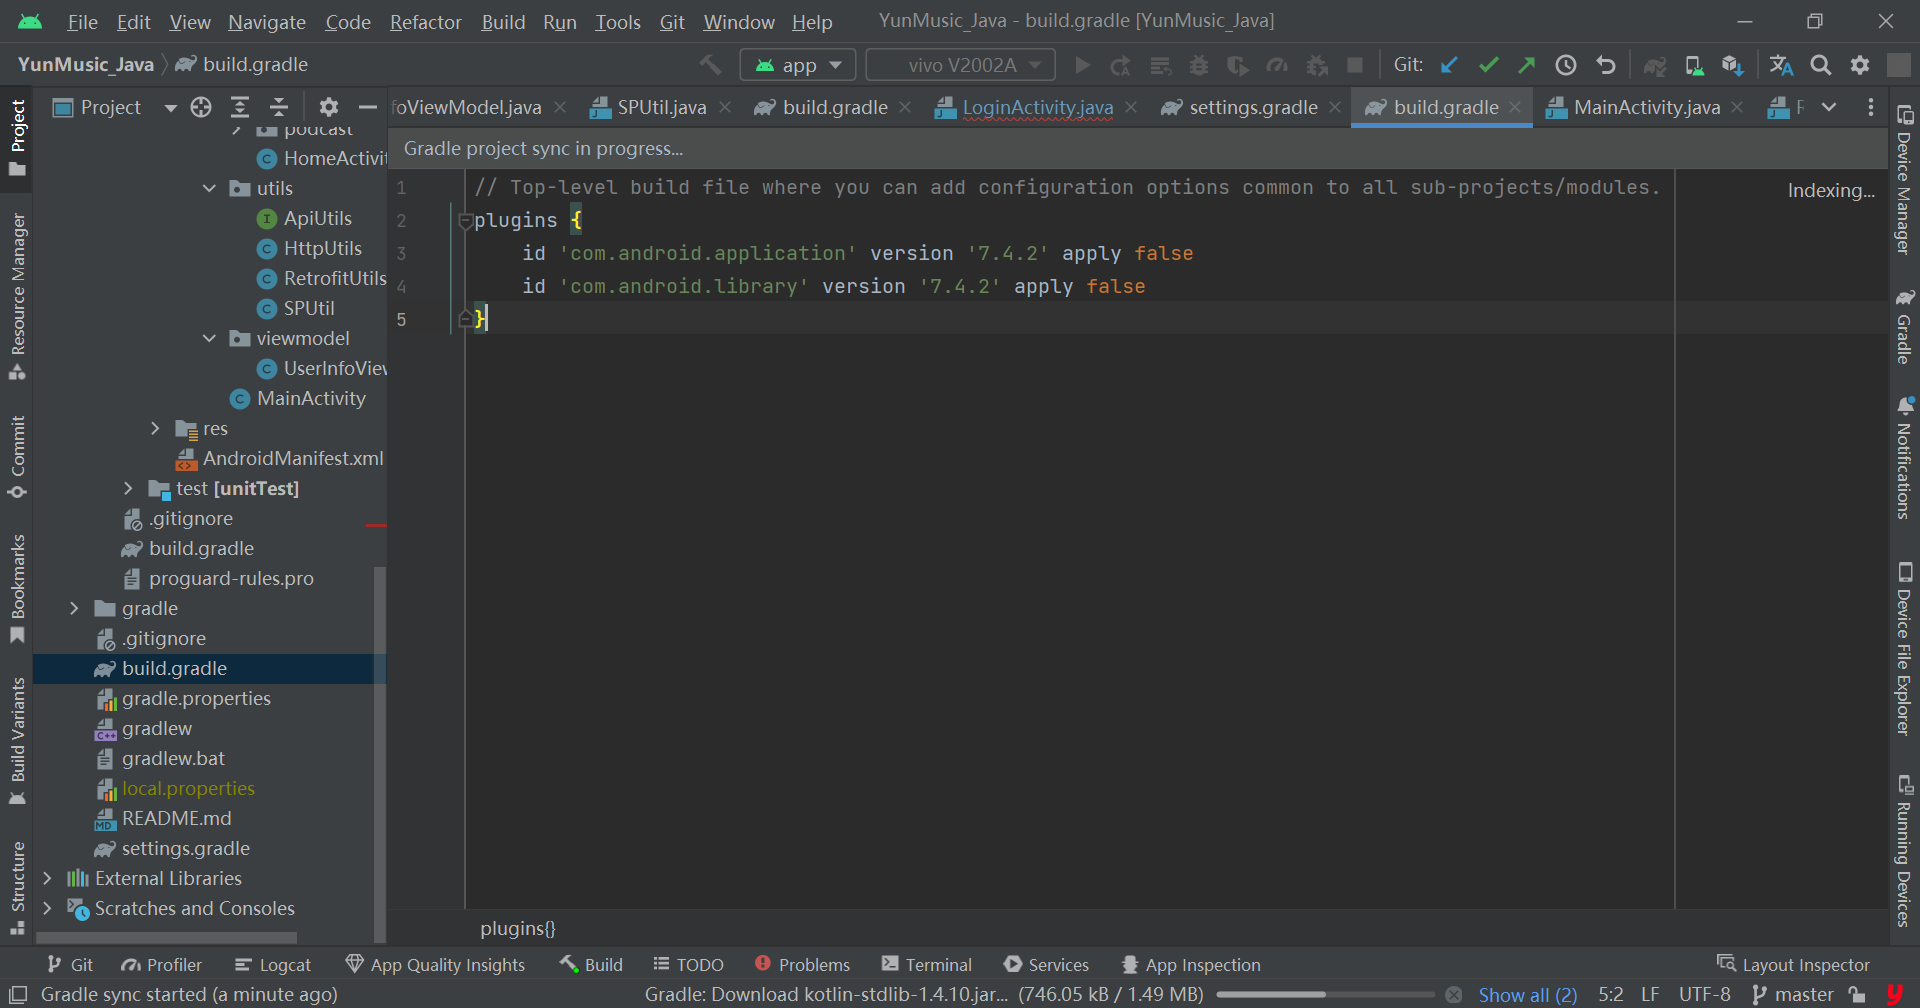 File Edit View Navigate Code Refactor Build Run Tools Git Window Help YunMusic_Java - build.gradle [YunMusic_Java]
YunMusic_Java build.gradle app vivo V2002A Git:
Project
oViewModel.java SPUtil.java build.gradle LoginActivity.java settings.gradle build.gradle MainActivity.java
Gradle project sync in progress...
Indexing...
podcast
HomeActivit
utils
ApiUtils
HttpUtils
RetrofitUtils
SPUtil
viewmodel
UserInfoView
MainActivity
res
AndroidManifest.xml
test [unitTest]
.gitignore
build.gradle
proguard-rules.pro
gradle
.gitignore
build.gradle
gradle.properties
gradlew
gradlew.bat
local.properties
README.md
settings.gradle
External Libraries
Scratches and Consoles
1 // Top-level build file where you can add configuration options common to all sub-projects/modules.
2 plugins {
3 id 'com.android.application' version '7.4.2' apply false
4 id 'com.android.library' version '7.4.2' apply false
5 }
plugins{}
Project
Resource Manager
Commit
Bookmarks
Build Variants
Structure
Device Manager
Gradle
Notifications
Device File Explorer
Running Devices
Git Profiler Logcat App Quality Insights Build TODO Problems Terminal Services App Inspection Layout Inspector
Gradle sync started (a minute ago) Gradle: Download kotlin-stdlib-1.4.10.jar... (746.05 kB / 1.49 MB) Show all (2) 5:2 LF UTF-8 master